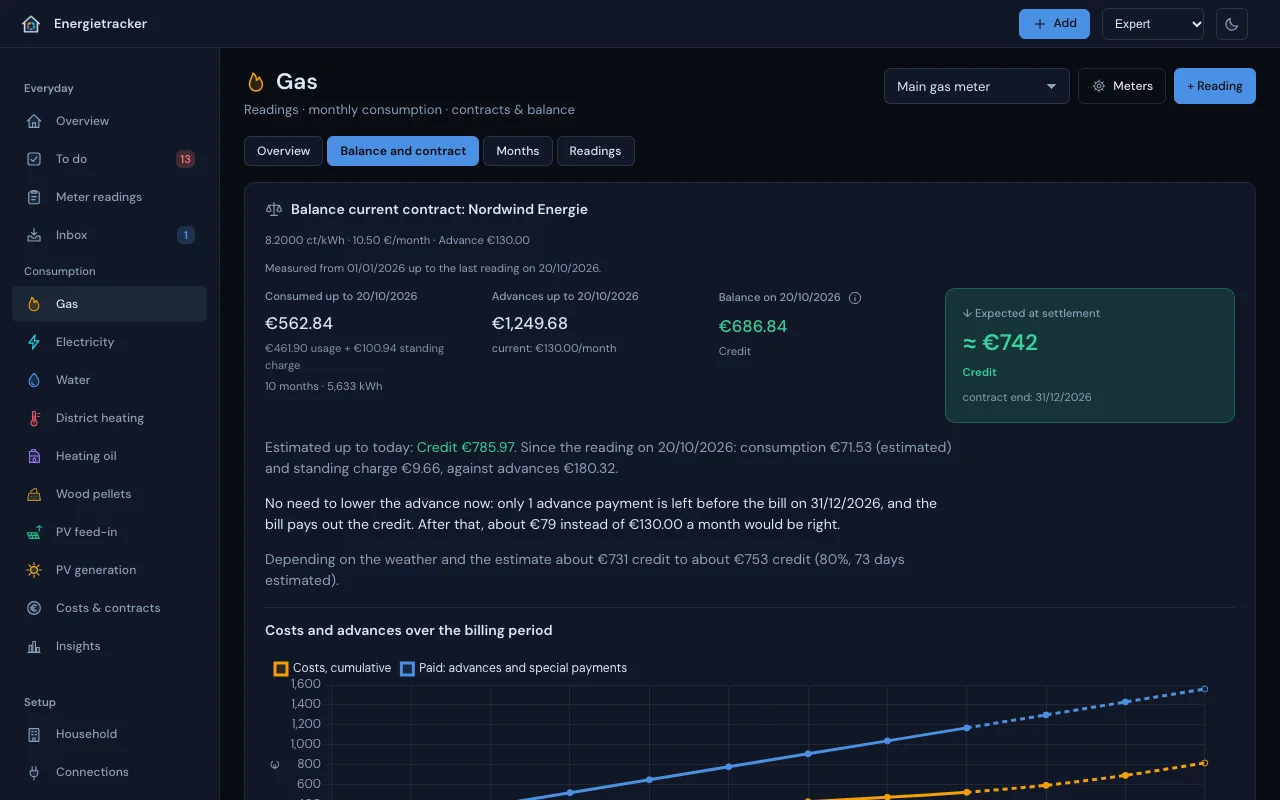 Energietracker
Add
Expert
Everyday
Overview
To do
13
Meter readings
Inbox
1
Consumption
Gas
Electricity
Water
District heating
Heating oil
Wood pellets
PV feed-in
PV generation
Costs & contracts
Insights
Setup
Household
Connections
Gas
Readings · monthly consumption · contracts & balance
Main gas meter
Meters
+ Reading
Overview
Balance and contract
Months
Readings
Balance current contract: Nordwind Energie
8.2000 ct/kWh · 10.50 €/month · Advance €130.00
Measured from 01/01/2026 up to the last reading on 20/10/2026.
Consumed up to 20/10/2026
€562.84
€461.90 usage + €100.94 standing
charge
10 months · 5,633 kWh
Advances up to 20/10/2026
€1,249.68
current: €130.00/month
Balance on 20/10/2026
€686.84
Credit
↓ Expected at settlement
≈ €742
Credit
contract end: 31/12/2026
Estimated up to today: Credit €785.97. Since the reading on 20/10/2026: consumption €71.53 (estimated)
and standing charge €9.66, against advances €180.32.
No need to lower the advance now: only 1 advance payment is left before the bill on 31/12/2026, and the
bill pays out the credit. After that, about €79 instead of €130.00 a month would be right.
Depending on the weather and the estimate about €731 credit to about €753 credit (80%, 73 days
estimated).
Costs and advances over the billing period
Costs, cumulative
Paid: advances and special payments
1,600
1,400
1,200
1,000
800
600
€